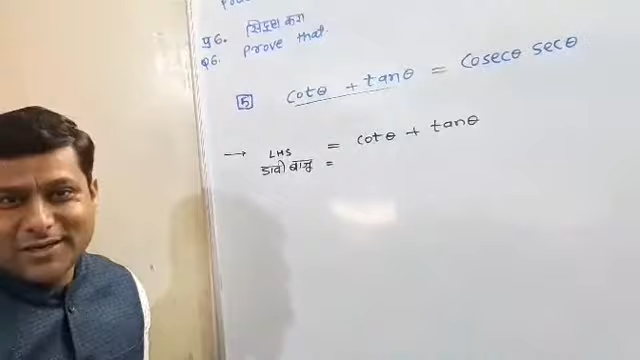 प्र6. सिद्ध करा
Q6. Prove that.
5 cotθ + tanθ = cosecθ secθ
→ LHS = cotθ + tanθ
डावी बाजू =